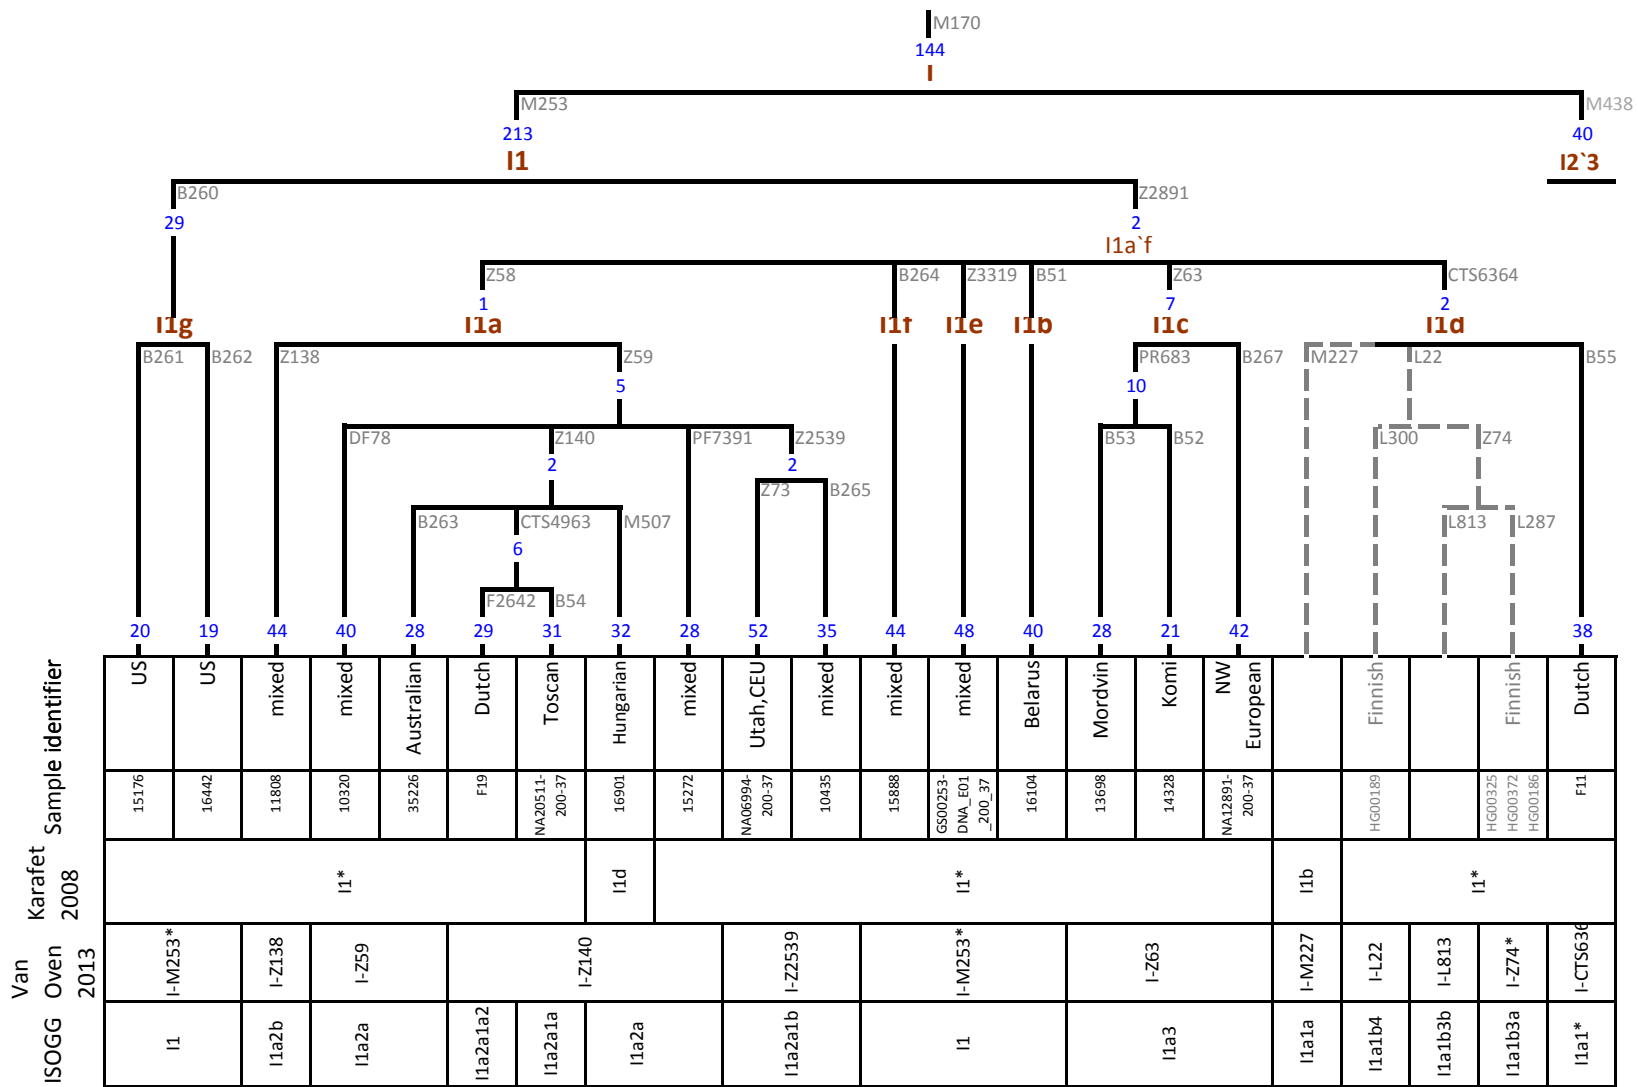 M170
144
I
M253
M438
213
40
I1
I2`3
B260
Z2891
29
2
I1a`f
Z58
B264
Z3319
B51
Z63
CTS6364
1
7
2
I1g
I1a
I1f
I1e
I1b
I1c
I1d
B261
B262
Z138
Z59
PR683
B267
M227
L22
B55
5
10
DF78
Z140
PF7391
Z2539
B53
B52
L300
Z74
2
2
Z73
B265
B263
CTS4963
M507
L813
L287
6
F2642
B54
20
19
44
40
28
29
31
32
28
52
35
44
48
40
28
21
42
38
Sample identifier
US
US
mixed
mixed
Australian
Dutch
Toscan
Hungarian
mixed
Utah,CEU
mixed
mixed
mixed
Belarus
Mordvin
Komi
NW
European
Finnish
Finnish
Dutch
15176
16442
11808
10320
35226
F19
NA20511-
200-37
16901
15272
NA06994-
200-37
10435
15888
GS00253-
DNA_E01
_200_37
16104
13698
14328
NA12891-
200-37
HG00189
HG00325
HG00372
HG00186
F11
Karafet
2008
I1*
I1d
I1*
I1b
I1*
Van
Oven
2013
I-M253*
I-Z138
I-Z59
I-Z140
I-Z2539
I-M253*
I-Z63
I-M227
I-L22
I-L813
I-Z74*
I-CTS636
ISOGG
I1
I1a2b
I1a2a
I1a2a1a2
I1a2a1a
I1a2a
I1a2a1b
I1
I1a3
I1a1a
I1a1b4
I1a1b3b
I1a1b3a
I1a1*